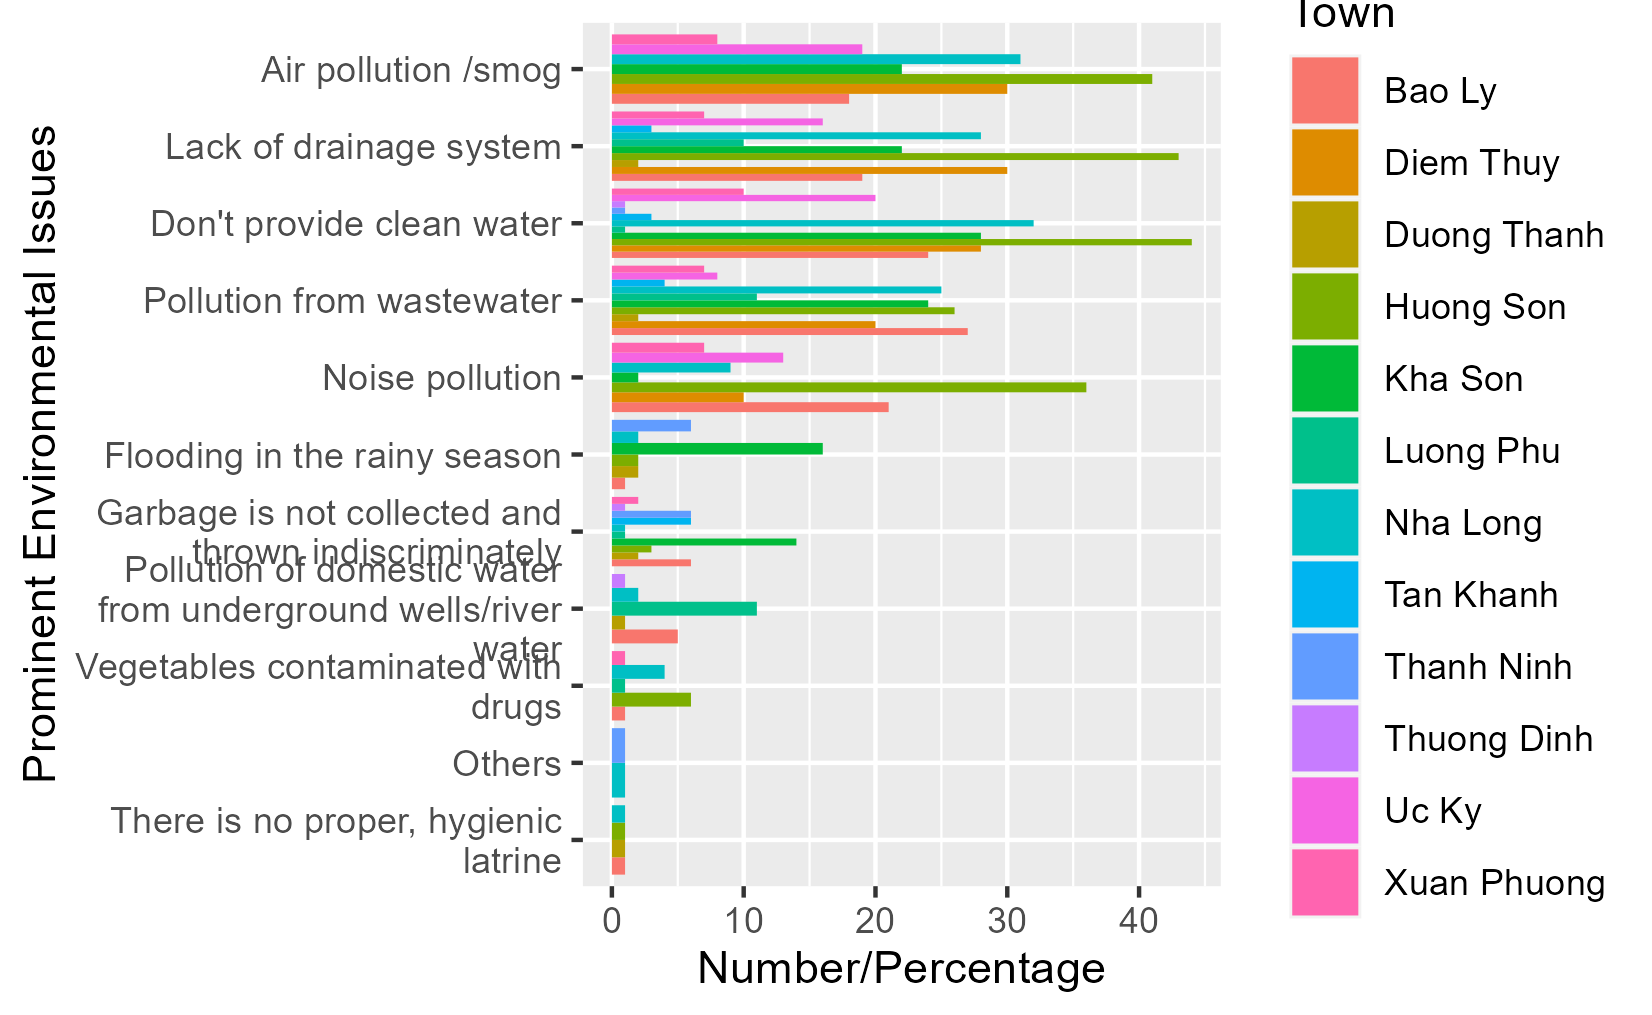 Town
Air pollution /smog
Lack of drainage system
Don't provide clean water
Pollution from wastewater
Noise pollution
Flooding in the rainy season
Garbage is not collected and
thrown indiscriminately
Pollution of domestic water
from underground wells/river
water
Vegetables contaminated with
drugs
Others
There is no proper, hygienic
latrine
Prominent Environmental Issues
0 10 20 30 40
Number/Percentage
Bao Ly
Diem Thuy
Duong Thanh
Huong Son
Kha Son
Luong Phu
Nha Long
Tan Khanh
Thanh Ninh
Thuong Dinh
Uc Ky
Xuan Phuong